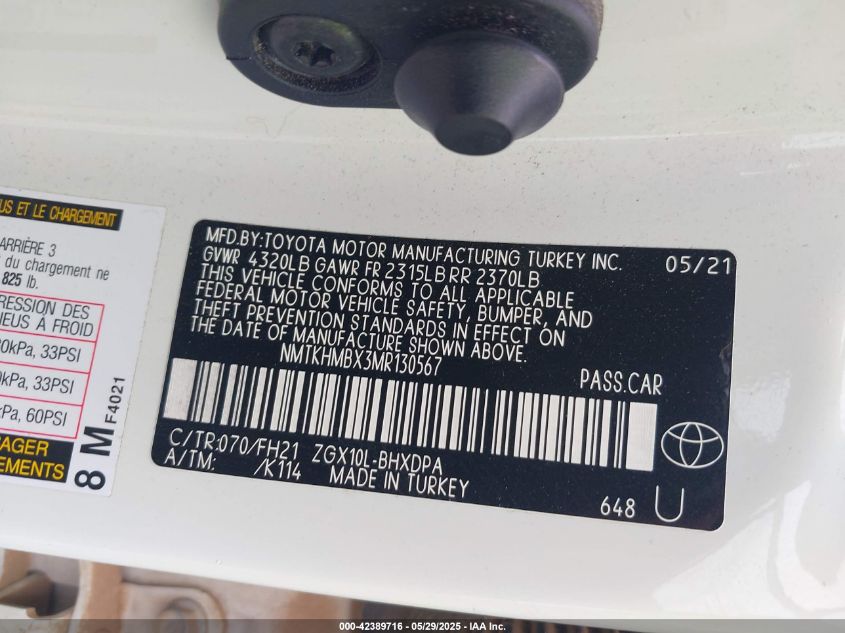 US ET LE CHARGEMENT
ARRIÈRE 3
du chargement ne
825 lb.
RESSION DES
NEUS À FROID
0kPa, 33PSI
kPa, 33PSI
kPa, 60PSI
AGER
EMENTS
8 M F4021
MFD.BY:TOYOTA MOTOR MANUFACTURING TURKEY INC. 05/21
GVWR 4320LB GAWR FR 2315LB RR 2370LB
THIS VEHICLE CONFORMS TO ALL APPLICABLE
FEDERAL MOTOR VEHICLE SAFETY, BUMPER, AND
THEFT PREVENTION STANDARDS IN EFFECT ON
THE DATE OF MANUFACTURE SHOWN ABOVE.
NMTKHMBX3MR130567 PASS.CAR
C/TR:070/FH21 ZGX10L-BHXDPA
A/TM: /K114 MADE IN TURKEY
648 U
000-42389716 - 05/29/2025 - IAA Inc.